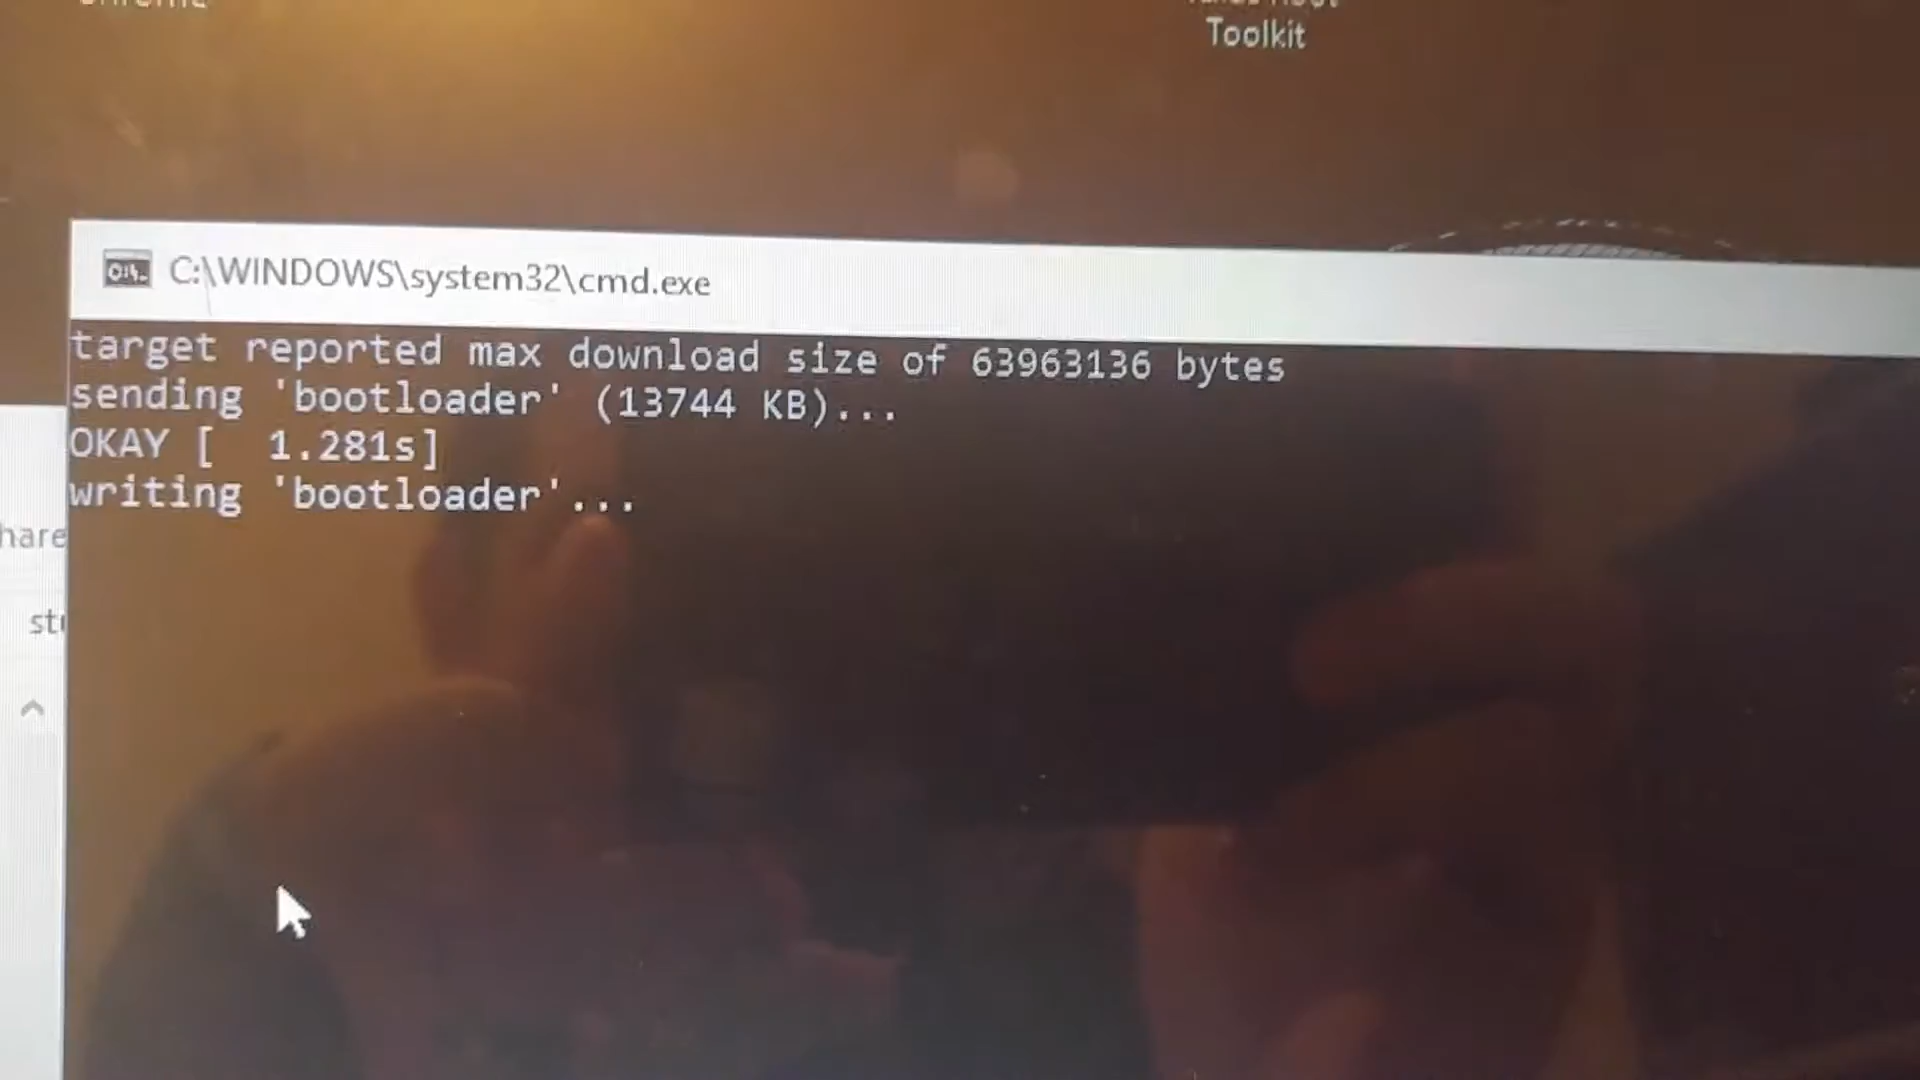 Toolkit
C:\WINDOWS\system32\cmd.exe
target reported max download size of 63963136 bytes
sending 'bootloader' (13744 KB)...
OKAY [  1.281s]
writing 'bootloader'...